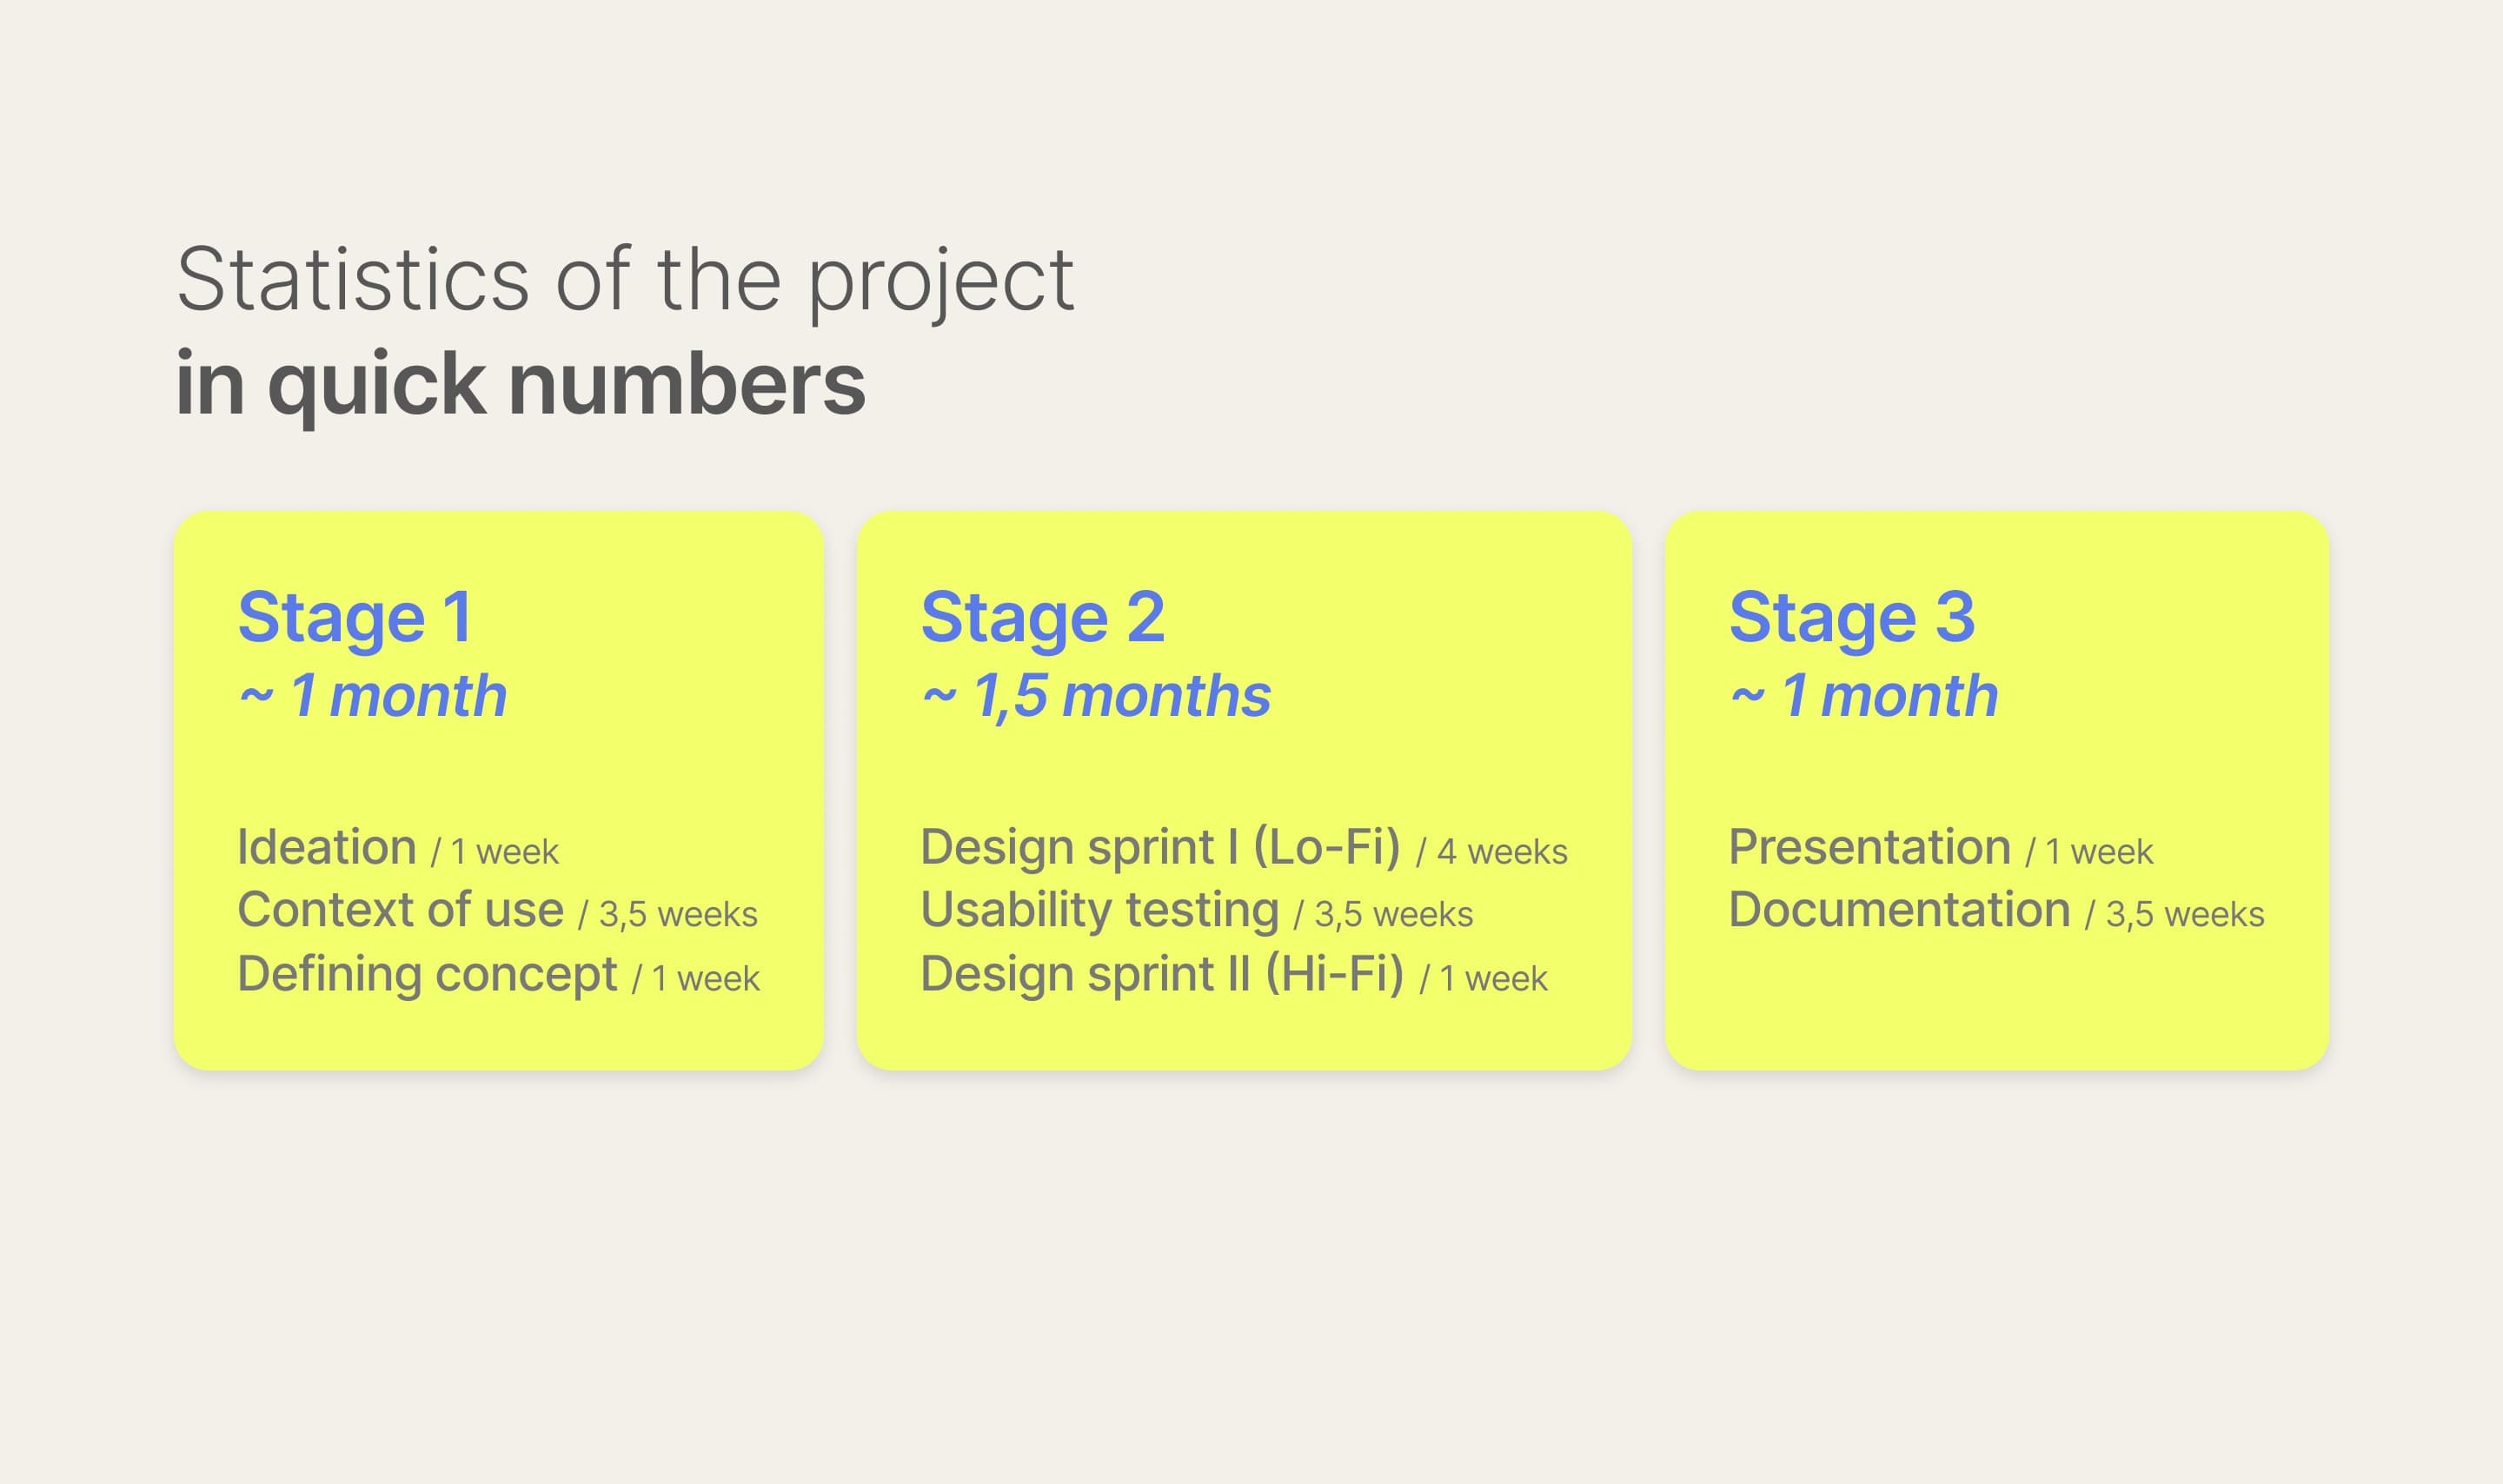 Statistics of the project
in quick numbers
Stage 1
~ 1 month
Ideation / 1 week
Context of use / 3,5 weeks
Defining concept / 1 week
Stage 2
~ 1,5 months
Design sprint I (Lo-Fi) / 4 weeks
Usability testing / 3,5 weeks
Design sprint II (Hi-Fi) / 1 week
Stage 3
~ 1 month
Presentation / 1 week
Documentation / 3,5 weeks